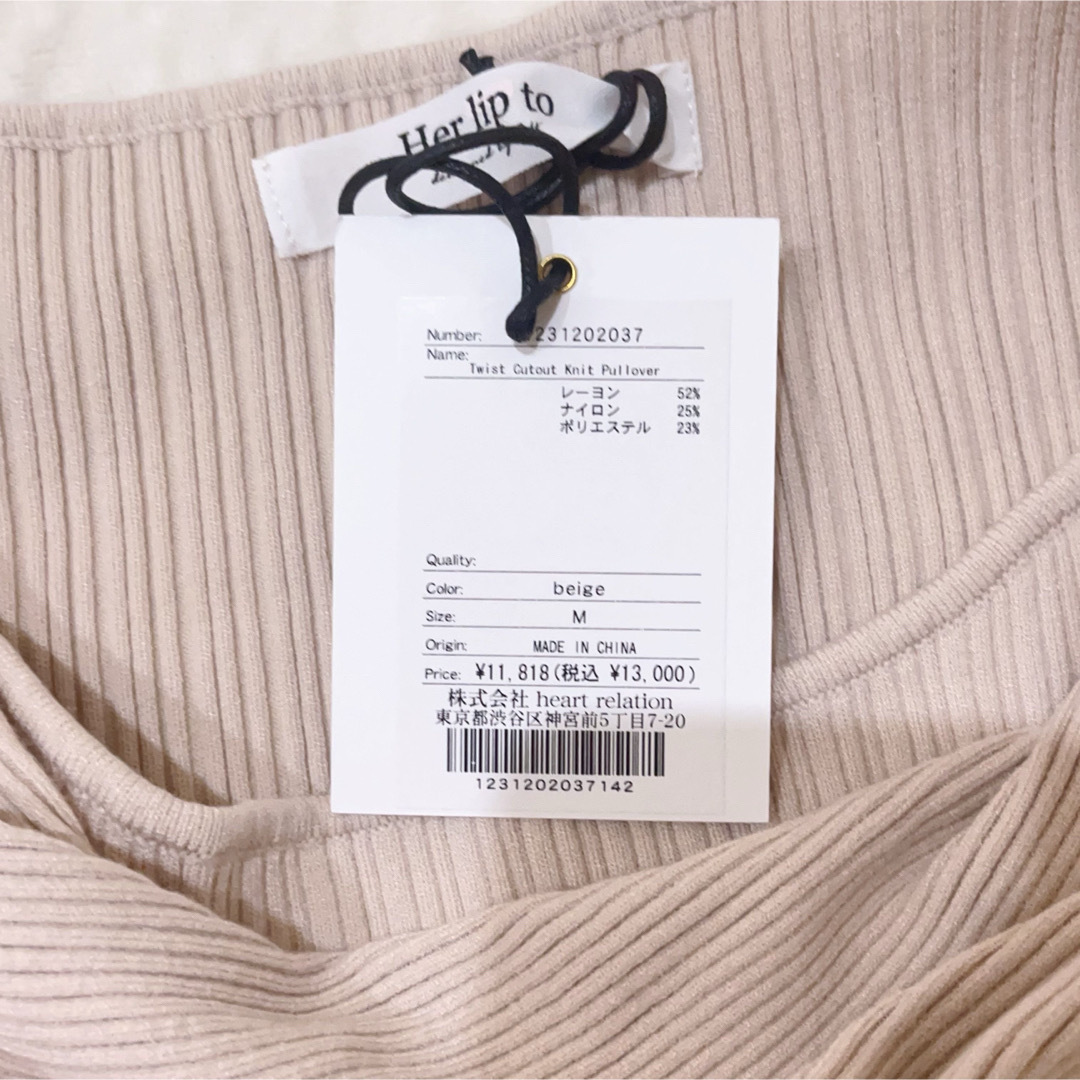 Her lip to
Number: 231202037
Name:
Twist Cutout Knit Pullover
レーヨン 52%
ナイロン 25%
ポリエステル 23%
Quality:
Color: beige
Size: M
Origin: MADE IN CHINA
Price: ¥11,818(税込 ¥13,000)
株式会社 heart relation
東京都渋谷区神宮前5丁目7-20
1231202037142